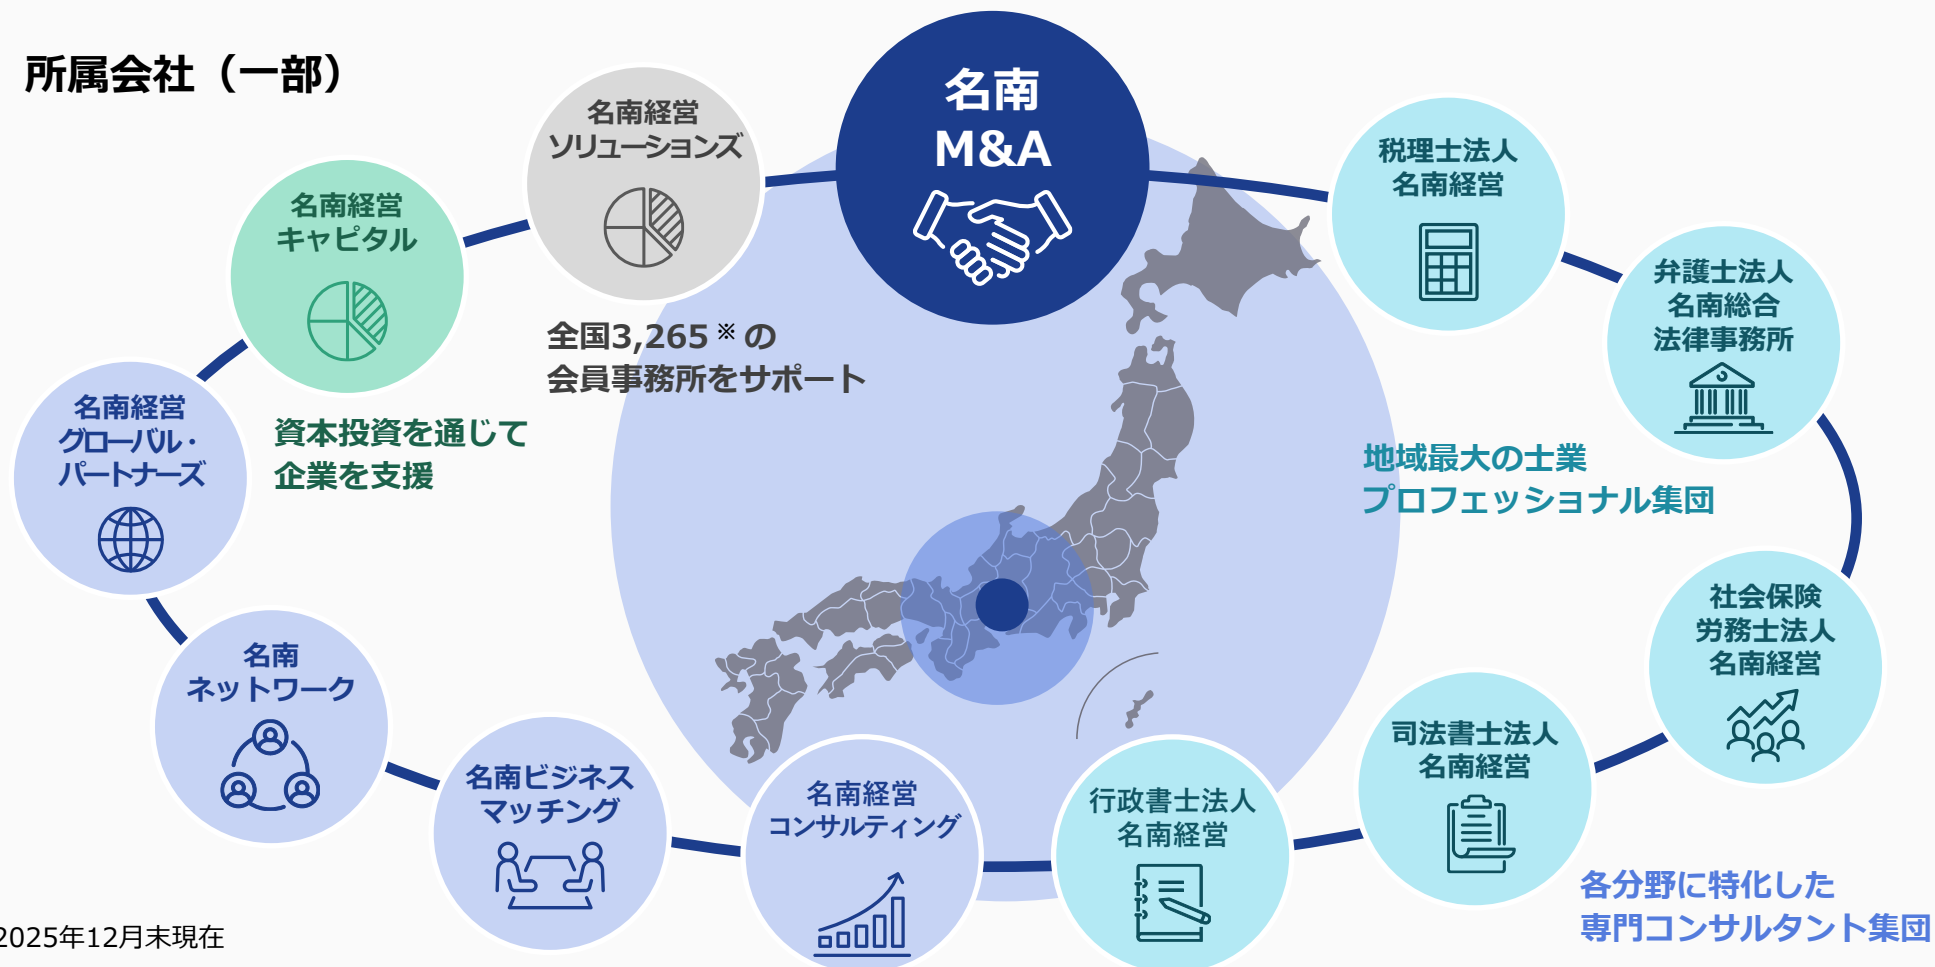 所属会社（一部）
名南
M&A
名南経営
ソリューションズ
全国3,265※の
会員事務所をサポート
名南経営
キャピタル
資本投資を通じて
企業を支援
名南経営
グローバル・
パートナーズ
名南
ネットワーク
名南ビジネス
マッチング
名南経営
コンサルティング
行政書士法人
名南経営
司法書士法人
名南経営
社会保険
労務士法人
名南経営
弁護士法人
名南総合
法律事務所
税理士法人
名南経営
地域最大の士業
プロフェッショナル集団
各分野に特化した
専門コンサルタント集団
2025年12月末現在